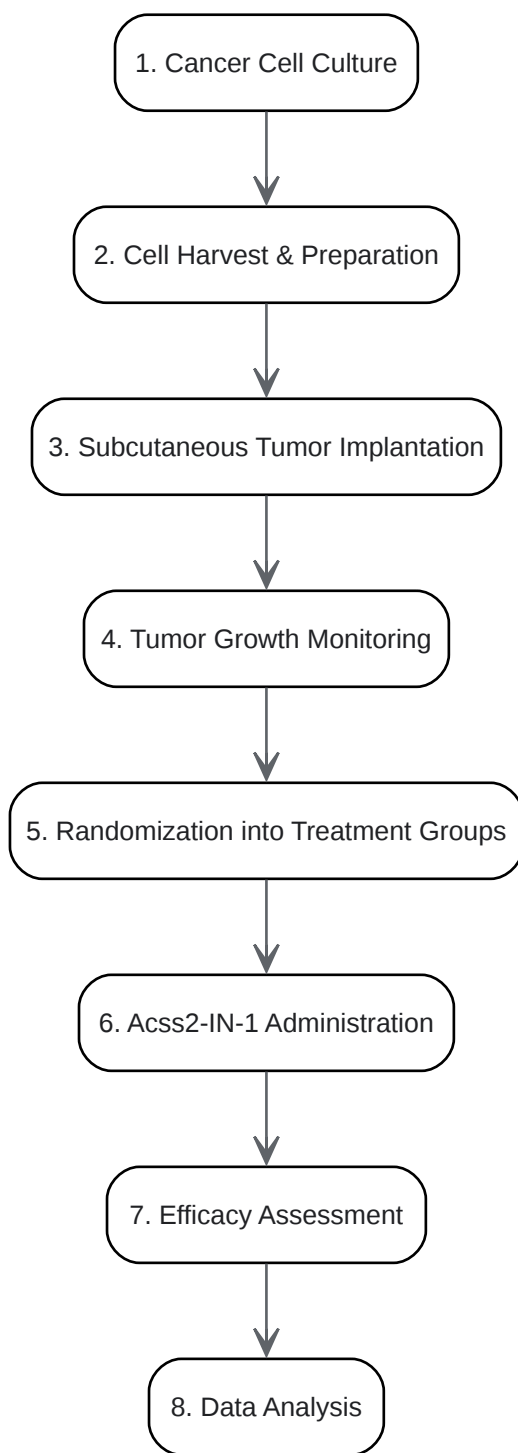 1. Cancer Cell Culture
2. Cell Harvest & Preparation
3. Subcutaneous Tumor Implantation
4. Tumor Growth Monitoring
5. Randomization into Treatment Groups
6. Acss2-IN-1 Administration
7. Efficacy Assessment
8. Data Analysis